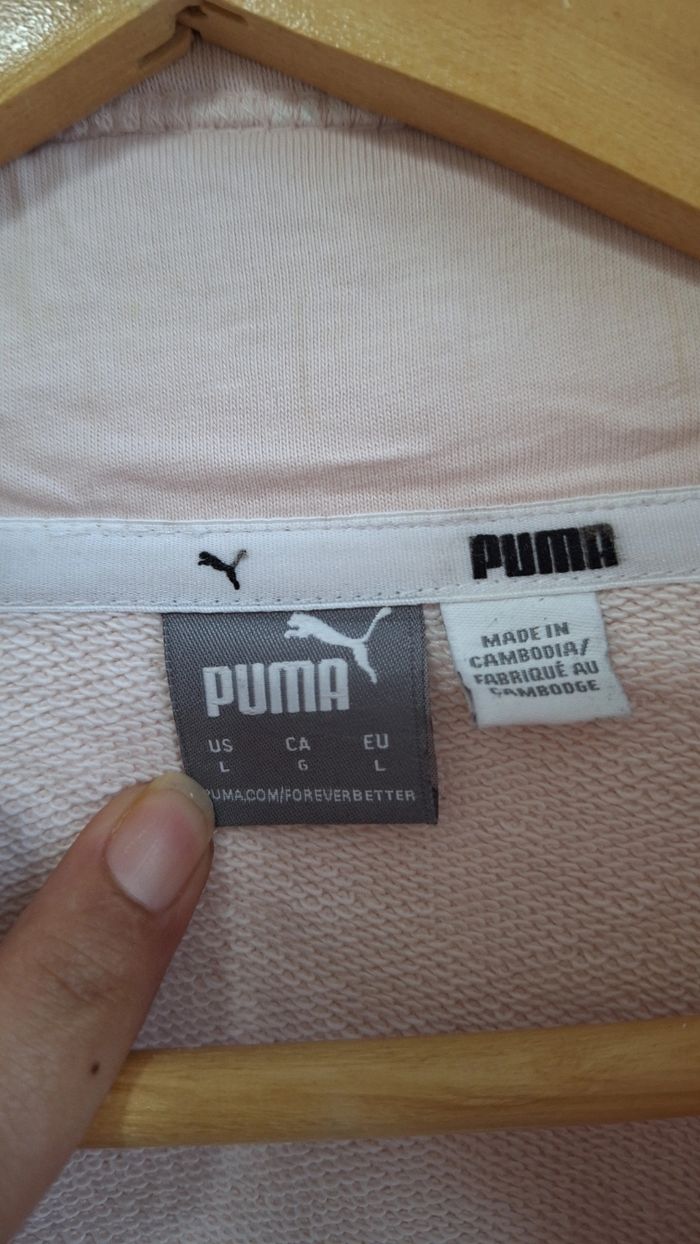 PUMA
PUMA
US CA EU
L G L
PUMA.COM/FOREVERBETTER
MADE IN
CAMBODIA/
FABRIQUÉ AU
CAMBODGE